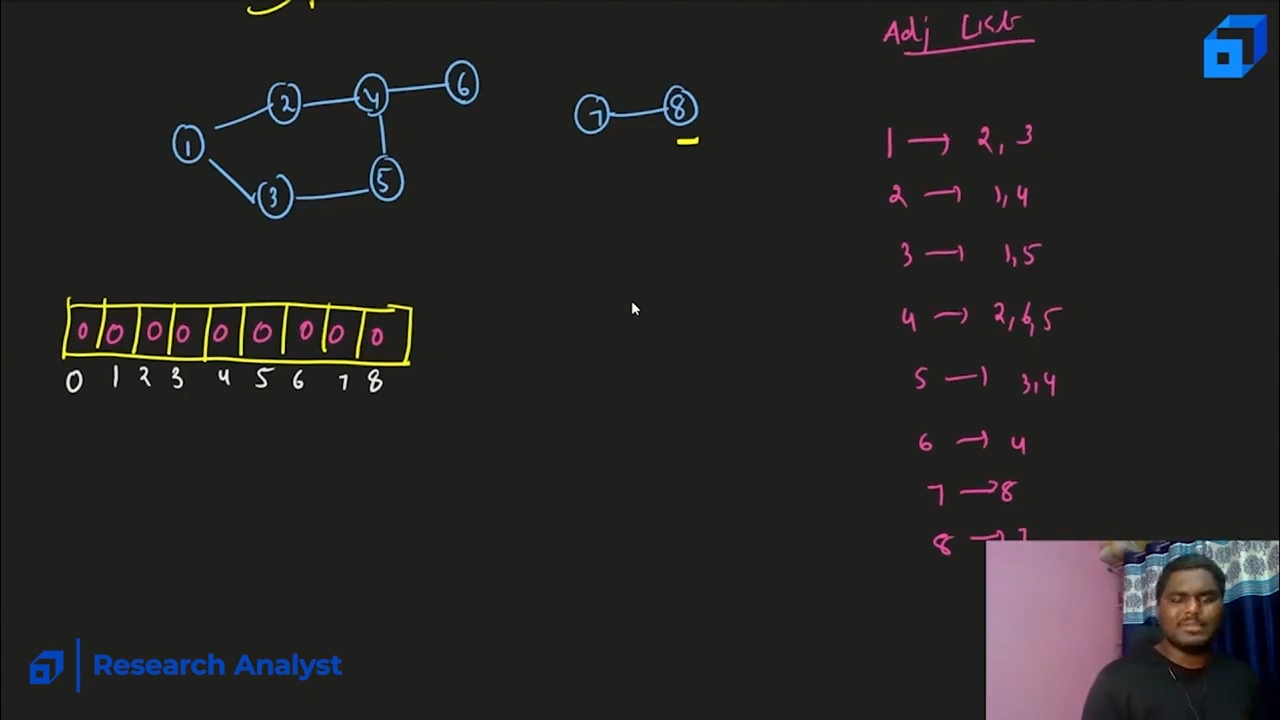 Adj List
1 2 3 4 5 6
7 8
1 → 2, 3
2 → 1,4
3 → 1,5
4 → 2,6,5
5 → 3,4
6 → 4
7 → 8
8 → 7
0 0 0 0 0 0 0 0 0
0 1 2 3 4 5 6 7 8
Research Analyst